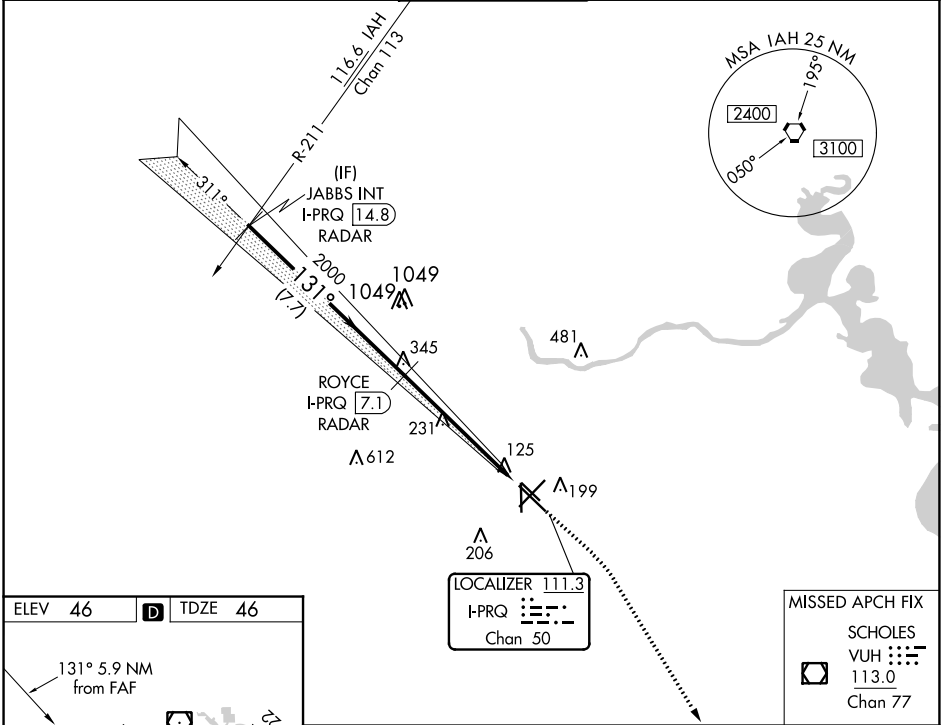 116.6 IAH
Chan 113
R-211
MSA IAH 25 NM
195°
2400
3100
050°
311°
(IF)
JABBS INT
I-PRQ 14.8
RADAR
2000
131°
(7.7)
1049
1049
481
345
ROYCE
I-PRQ 7.1
RADAR
231
612
125
199
206
LOCALIZER 111.3
I-PRQ
Chan 50
ELEV 46 D TDZE 46
131° 5.9 NM
from FAF
22
MISSED APCH FIX
SCHOLES
VUH
113.0
Chan 77